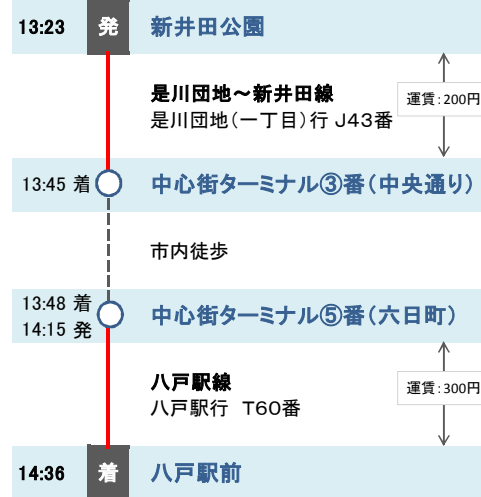 13:23 発 新井田公園
是川団地～新井田線
是川団地（一丁目）行 J43番
運賃：200円
13:45 着 中心街ターミナル③番（中央通り）
市内徒歩
13:48 着
14:15 発
中心街ターミナル⑤番（六日町）
八戸駅線
八戸駅行 T60番
運賃：300円
14:36 着 八戸駅前